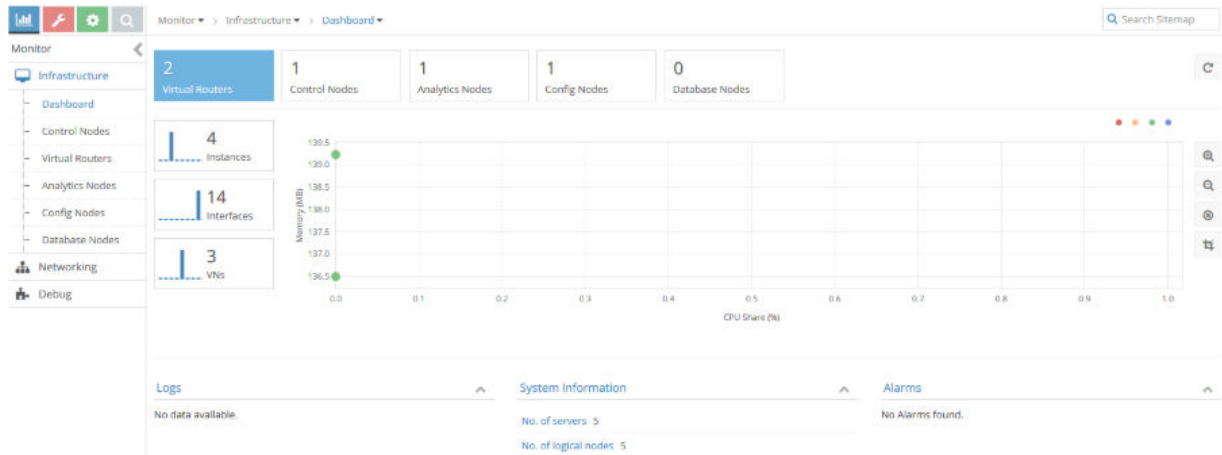 Monitor > Infrastructure > Dashboard
Search Sitemap
Monitor
Infrastructure
Dashboard
Control Nodes
Virtual Routers
Analytics Nodes
Config Nodes
Database Nodes
Networking
Debug
2
Virtual Routers
1
Control Nodes
1
Analytics Nodes
1
Config Nodes
0
Database Nodes
4
Instances
14
Interfaces
3
VNs
Memory (MB)
139.5
139.0
138.5
138.0
137.5
137.0
136.5
0.0 0.1 0.2 0.3 0.4 0.5 0.6 0.7 0.8 0.9 1.0
CPU Share (%)
Logs
No data available.
System Information
No. of servers 5
No. of logical nodes 5
Alarms
No Alarms found.